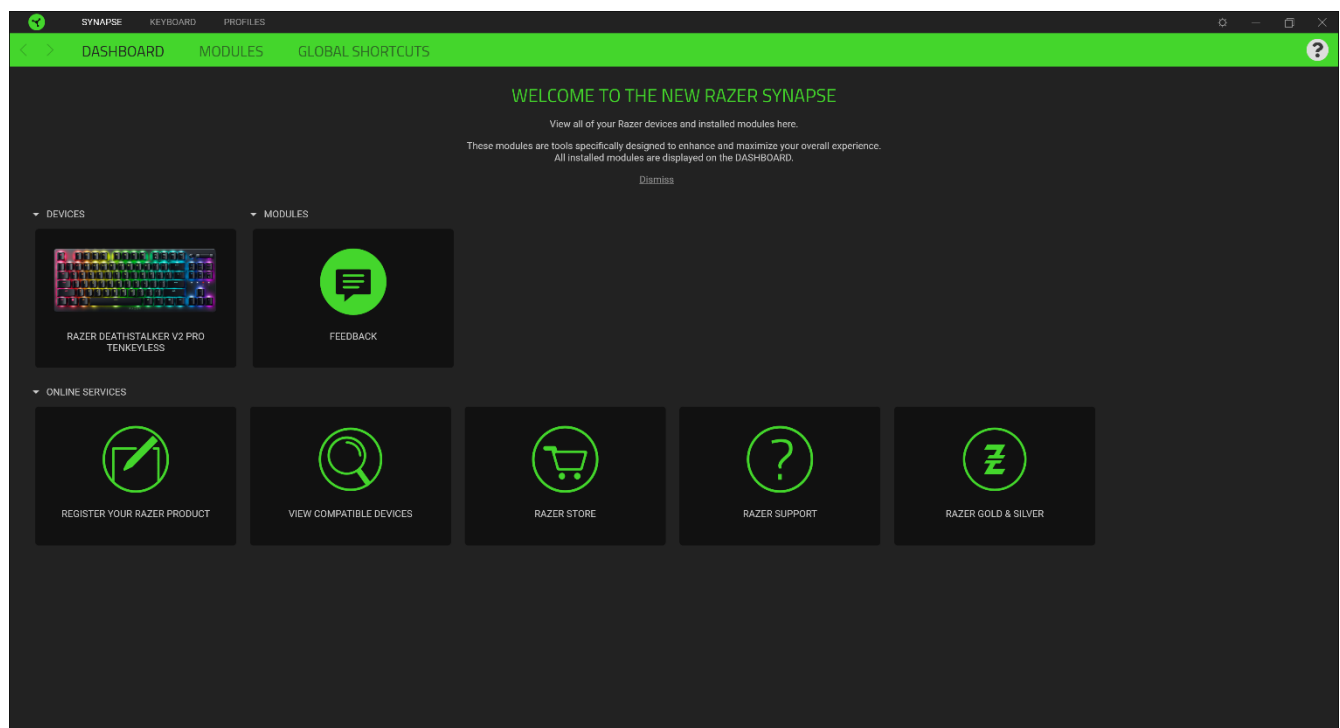 SYNAPSE KEYBOARD PROFILES
DASHBOARD MODULES GLOBAL SHORTCUTS
?
WELCOME TO THE NEW RAZER SYNAPSE
View all of your Razer devices and installed modules here.
These modules are tools specifically designed to enhance and maximize your overall experience.
All installed modules are displayed on the DASHBOARD.
Dismiss
DEVICES
MODULES
RAZER DEATHSTALKER V2 PRO
TENKEYLESS
FEEDBACK
ONLINE SERVICES
REGISTER YOUR RAZER PRODUCT
VIEW COMPATIBLE DEVICES
RAZER STORE
RAZER SUPPORT
RAZER GOLD & SILVER